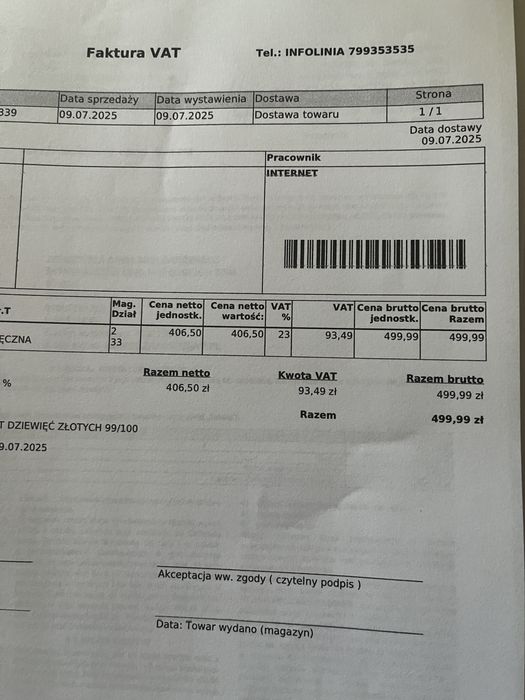 Faktura VAT Tel.: INFOLINIA 799353535
Data sprzedaży Data wystawienia Dostawa Strona
339 09.07.2025 09.07.2025 Dostawa towaru 1 / 1
Data dostawy
09.07.2025
Pracownik
INTERNET
.T Mag. Dział Cena netto jednostk. Cena netto wartość: VAT % VAT Cena brutto jednostk. Cena brutto Razem
ĘCZNA 2 33 406,50 406,50 23 93,49 499,99 499,99
Razem netto Kwota VAT Razem brutto
% 406,50 zł 93,49 zł 499,99 zł
Razem 499,99 zł
T DZIEWIĘĆ ZŁOTYCH 99/100
9.07.2025
Akceptacja ww. zgody ( czytelny podpis )
Data: Towar wydano (magazyn)